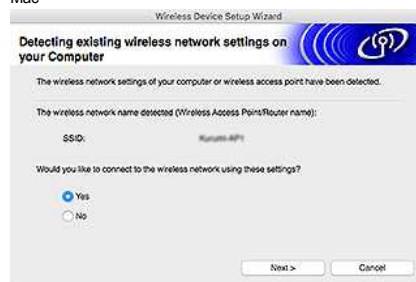 Mac
Wireless Device Setup Wizard
Detecting existing wireless network settings on
your Computer
The wireless network settings of your computer or wireless access point have been detected.
The wireless network name detected (Wireless Access Point/Router name):
SSID:
Would you like to connect to the wireless network using these settings?
Yes
No
Next >
Cancel